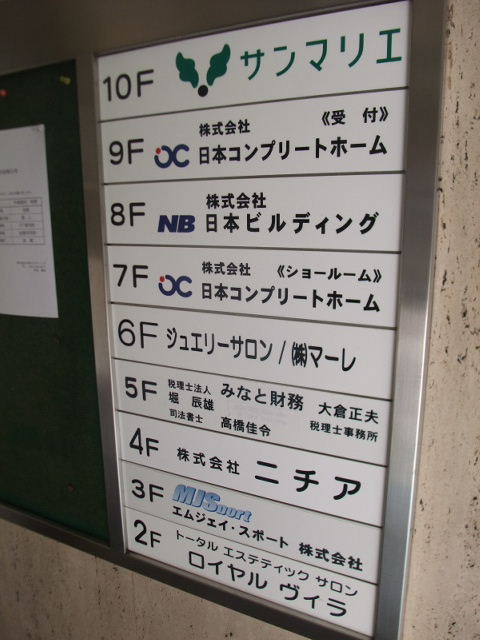 10F サンマリエ
9F 株式会社 《受付》
日本コンプリートホーム
8F NB 株式会社
日本ビルディング
7F 株式会社 《ショールーム》
日本コンプリートホーム
6F ジュエリーサロン/㈱マーレ
5F 税理士法人 みなと財務 大倉正夫
堀 辰雄 税理士事務所
司法書士 高橋佳令
4F 株式会社 ニチア
3F MJSport
エムジェイ・スポート 株式会社
2F トータル エステティック サロン
ロイヤル ヴィラ